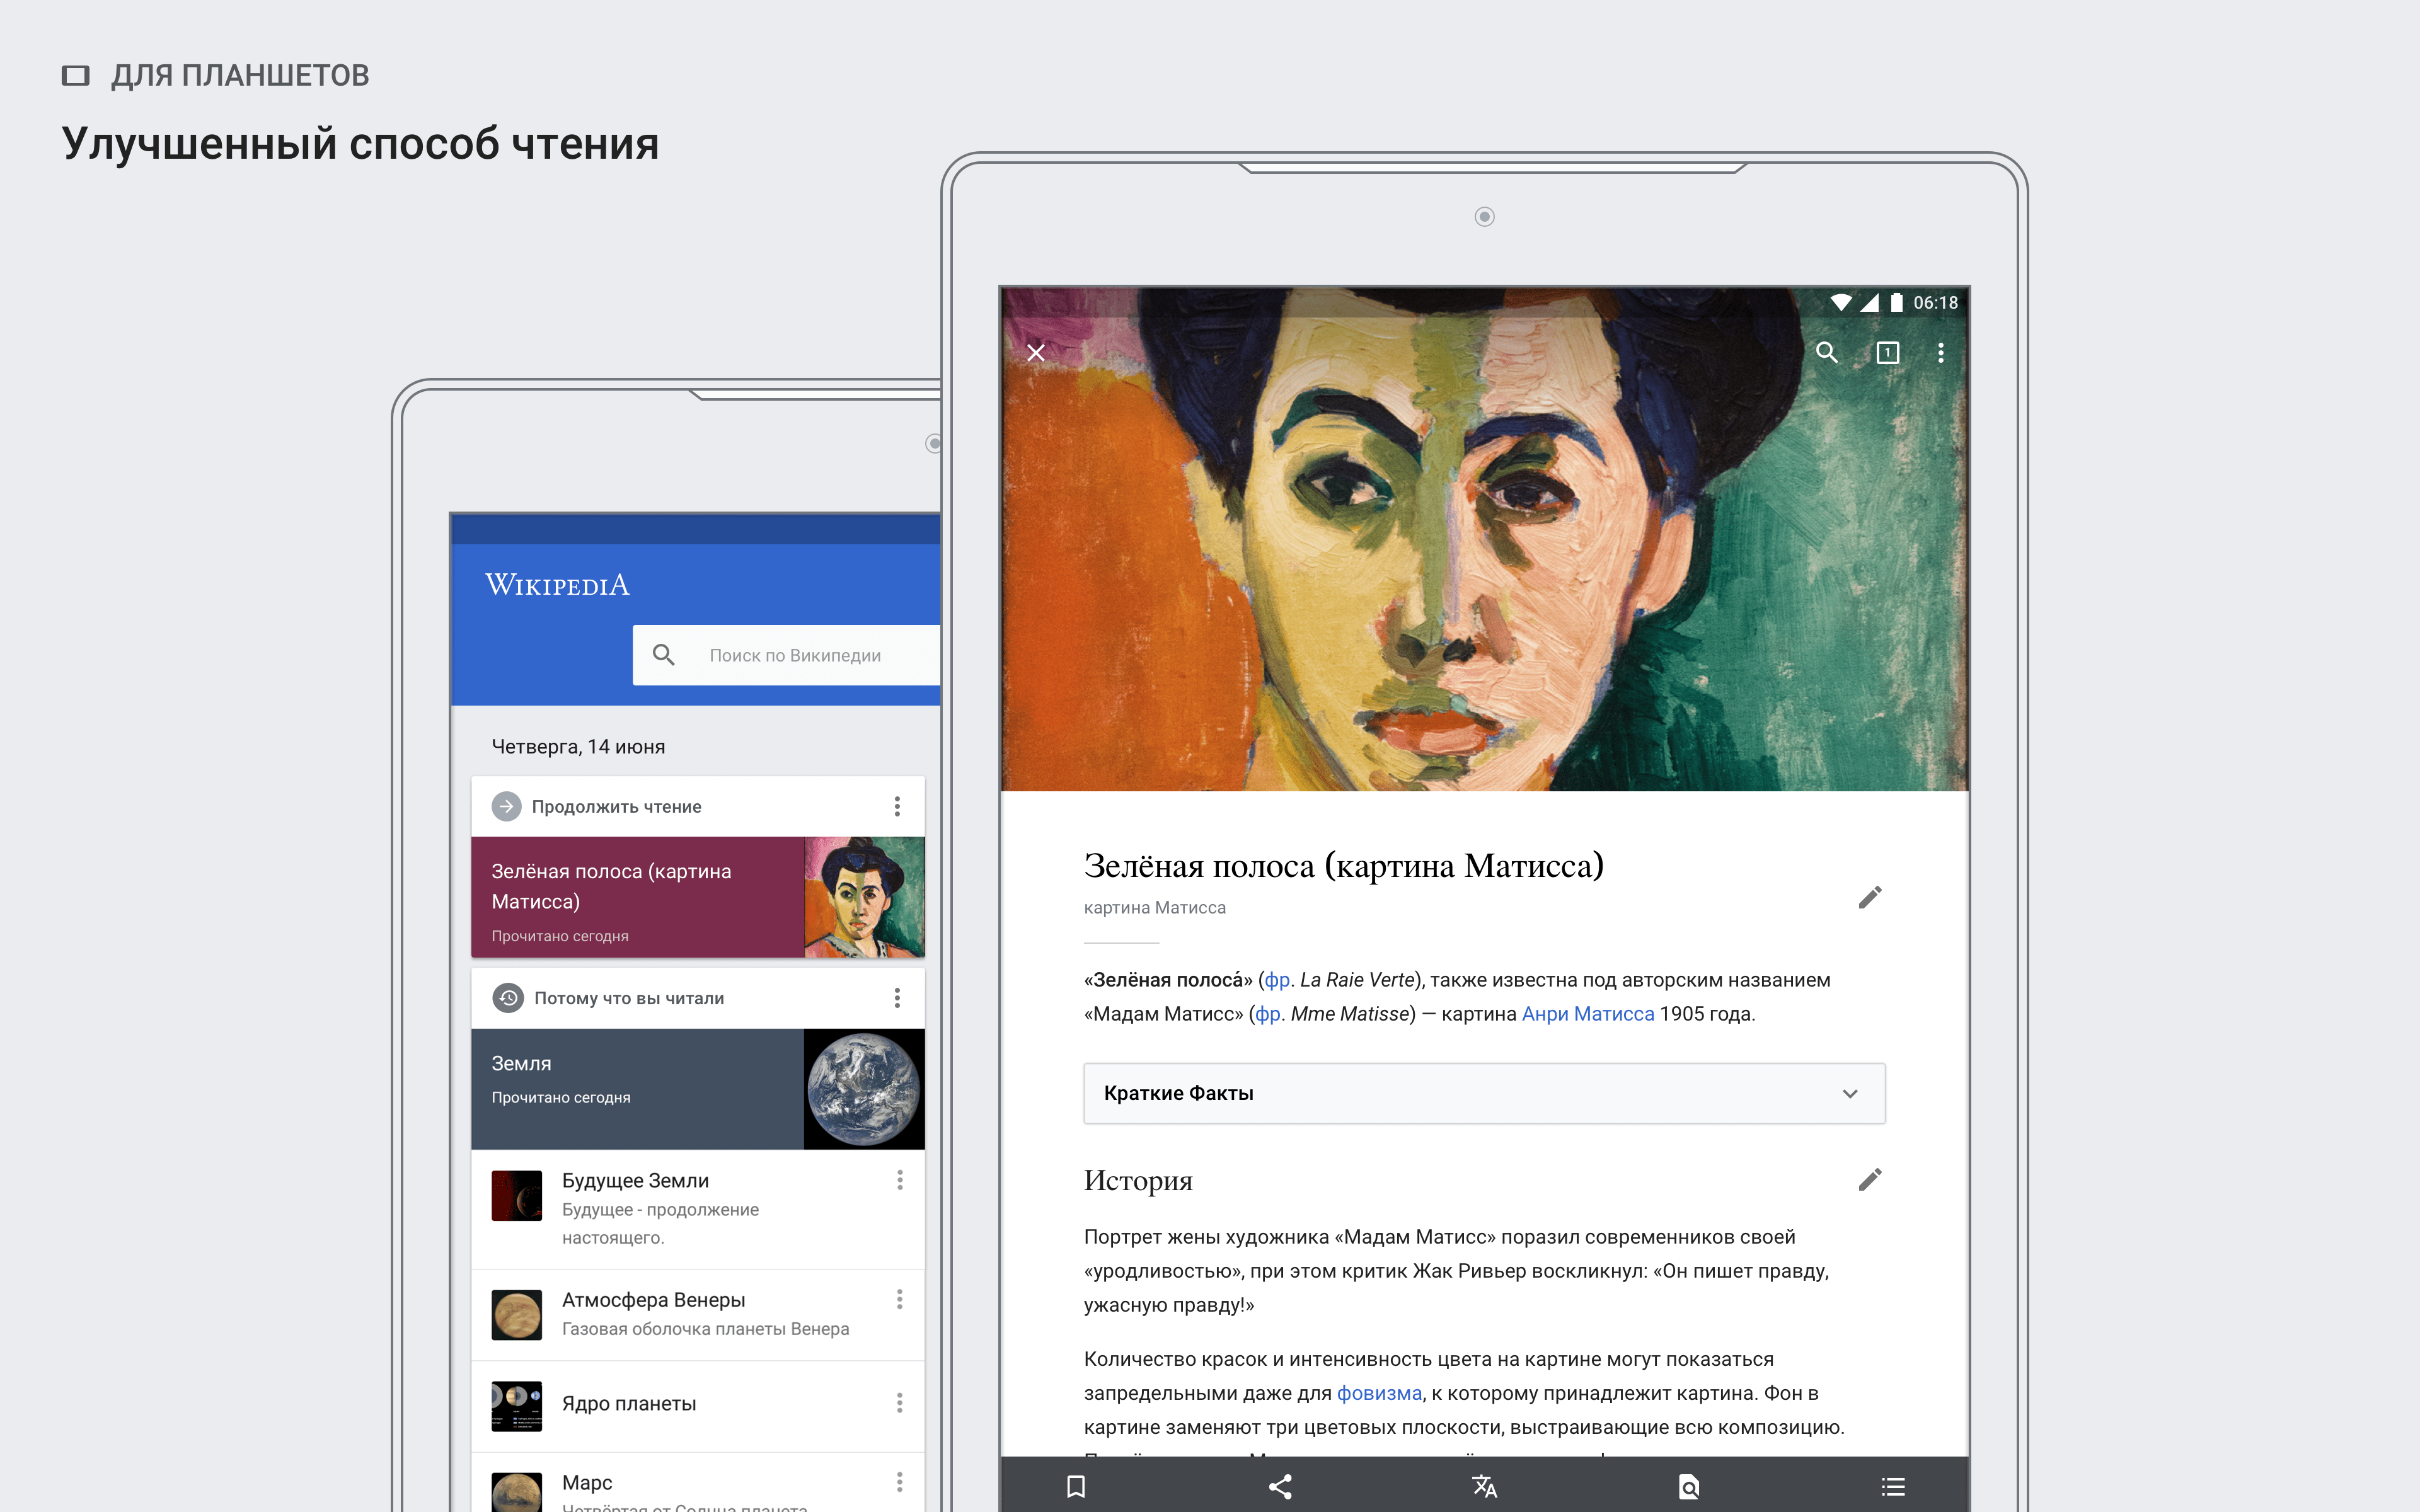 ДЛЯ ПЛАНШЕТОВ
Улучшенный способ чтения
WIKIPEDIA
Поиск по Википедии
Четверга, 14 июня
Продолжить чтение
Зелёная полоса (картина
Матисса)
Прочитано сегодня
Потому что вы читали
Земля
Прочитано сегодня
Будущее Земли
Будущее - продолжение
настоящего.
Атмосфера Венеры
Газовая оболочка планеты Венера
Ядро планеты
Марс
Четвёртая от Солнца планета
06:18
1
Зелёная полоса (картина Матисса)
картина Матисса
«Зелёная полоса́» (фр. La Raie Verte), также известна под авторским названием
«Мадам Матисс» (фр. Mme Matisse) — картина Анри Матисса 1905 года.
Краткие Факты
История
Портрет жены художника «Мадам Матисс» поразил современников своей
«уродливостью», при этом критик Жак Ривьер воскликнул: «Он пишет правду,
ужасную правду!»
Количество красок и интенсивность цвета на картине могут показаться
запредельными даже для фовизма, к которому принадлежит картина. Фон в
картине заменяют три цветовых плоскости, выстраивающие всю композицию.